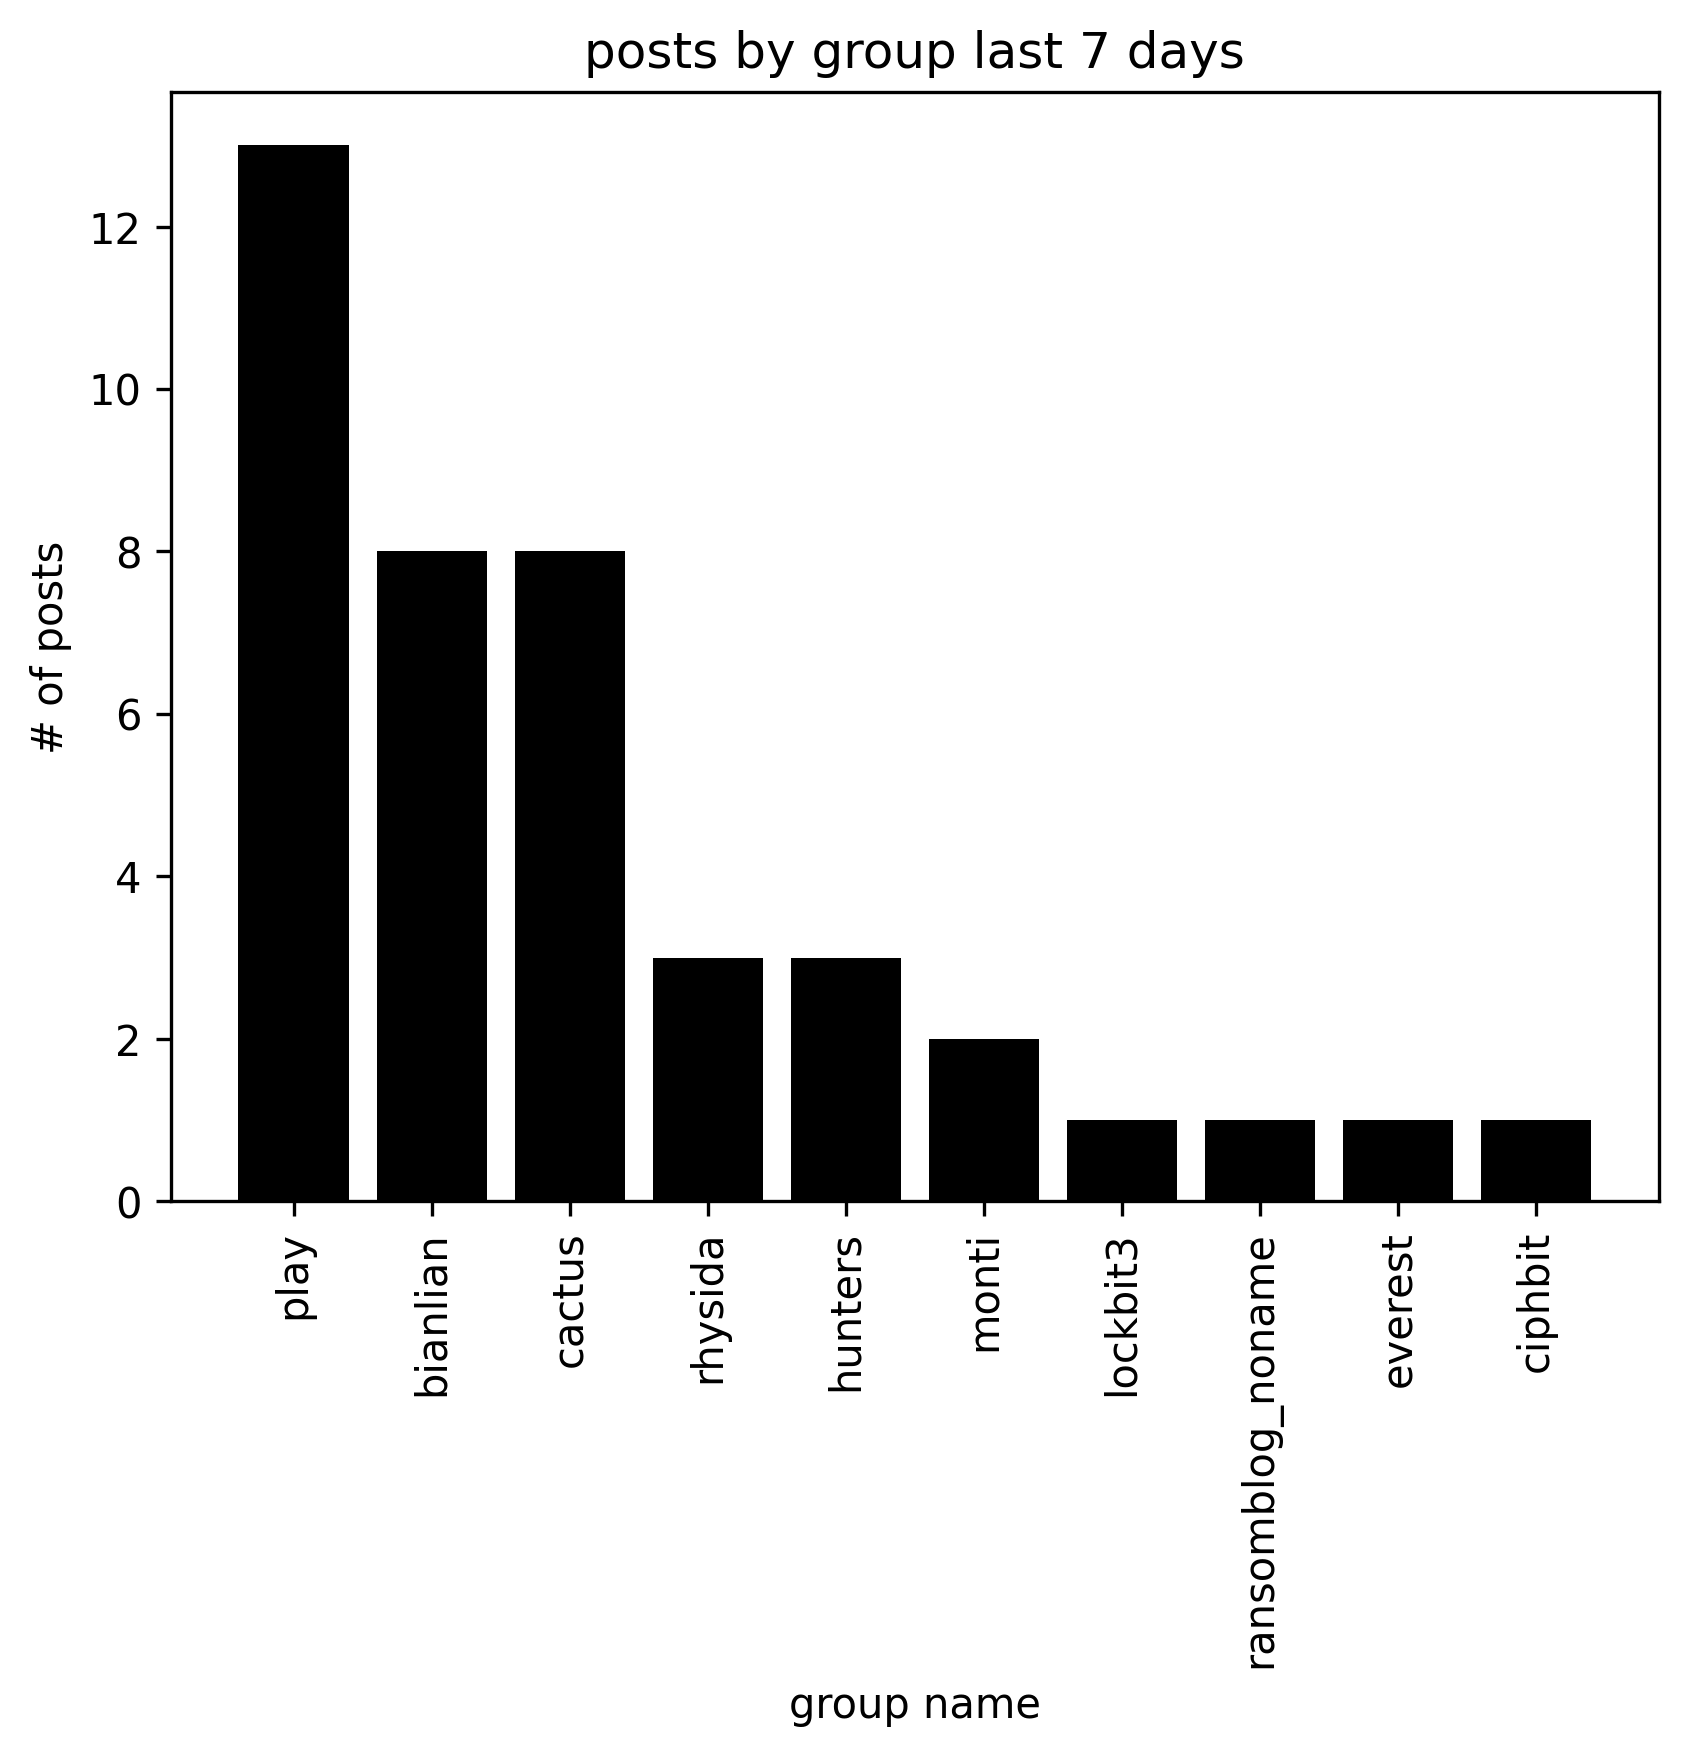 posts by group last 7 days
# of posts
12
10
8
6
4
2
0
play
bianlian
cactus
rhysida
hunters
monti
lockbit3
ransomblog_noname
everest
ciphbit
group name